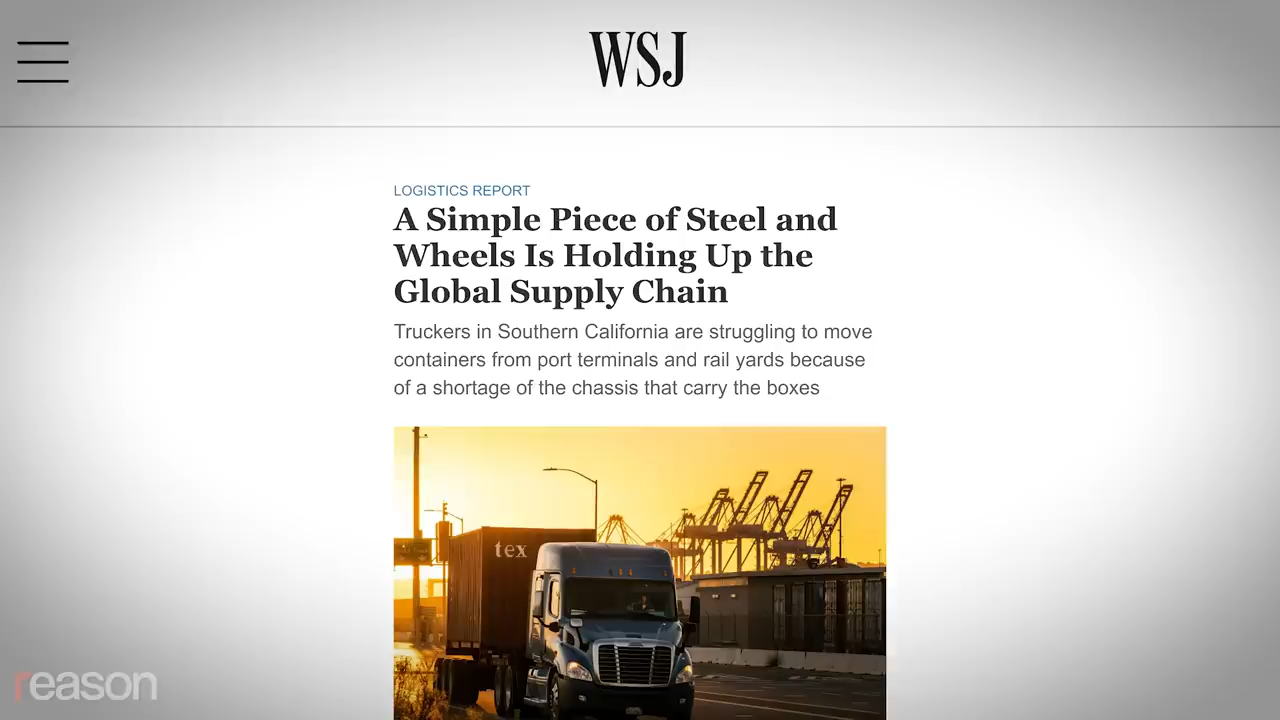 WSJ
LOGISTICS REPORT
A Simple Piece of Steel and
Wheels Is Holding Up the
Global Supply Chain
Truckers in Southern California are struggling to move
containers from port terminals and rail yards because
of a shortage of the chassis that carry the boxes
tex
reason